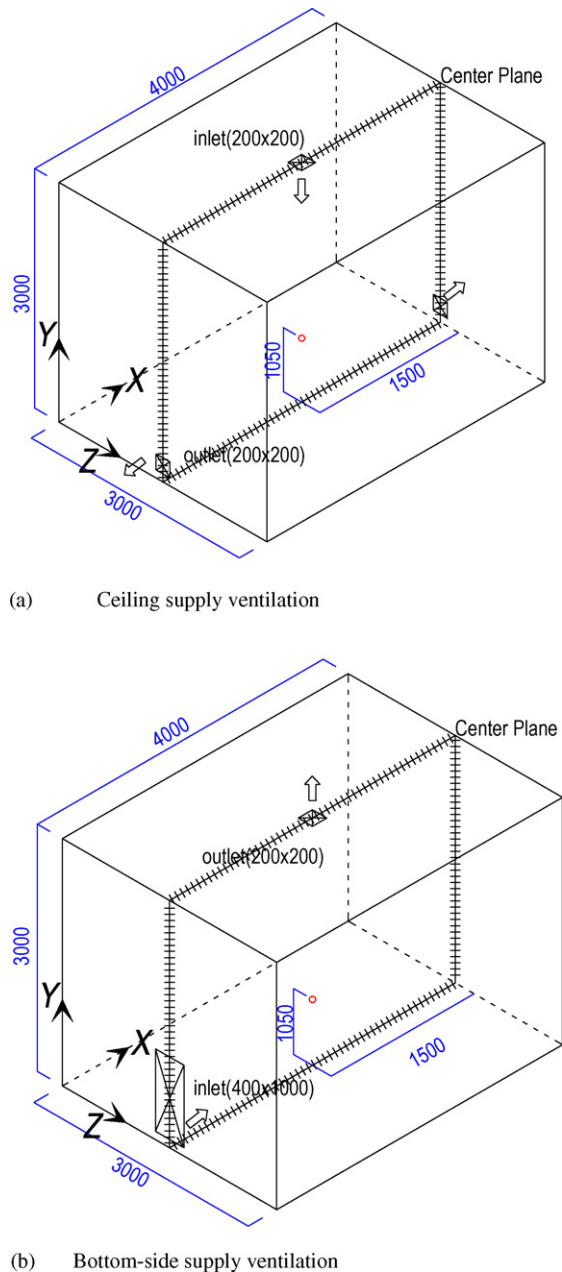 4000
Center Plane
inlet(200x200)
3000
Y
X
1050
1500
Z
outlet(200x200)
3000
(a) Ceiling supply ventilation
4000
Center Plane
outlet(200x200)
3000
Y
1050
X
1500
inlet(400x1000)
Z
3000
(b) Bottom-side supply ventilation